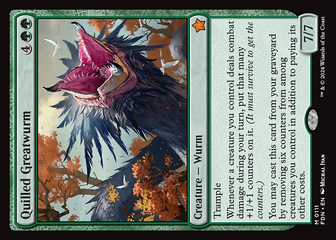 Quilled Greatwurm
4
Creature — Wurm
Trample
Whenever a creature you control deals combat
damage during your turn, put that many
+1/+1 counters on it. (It must survive to get the
counters.)
You may cast this card from your graveyard
by removing six counters from among
creatures you control in addition to paying its
other costs.
7/7
M 0111
FDN • EN
™ & © 2024 Wizards of the Coast